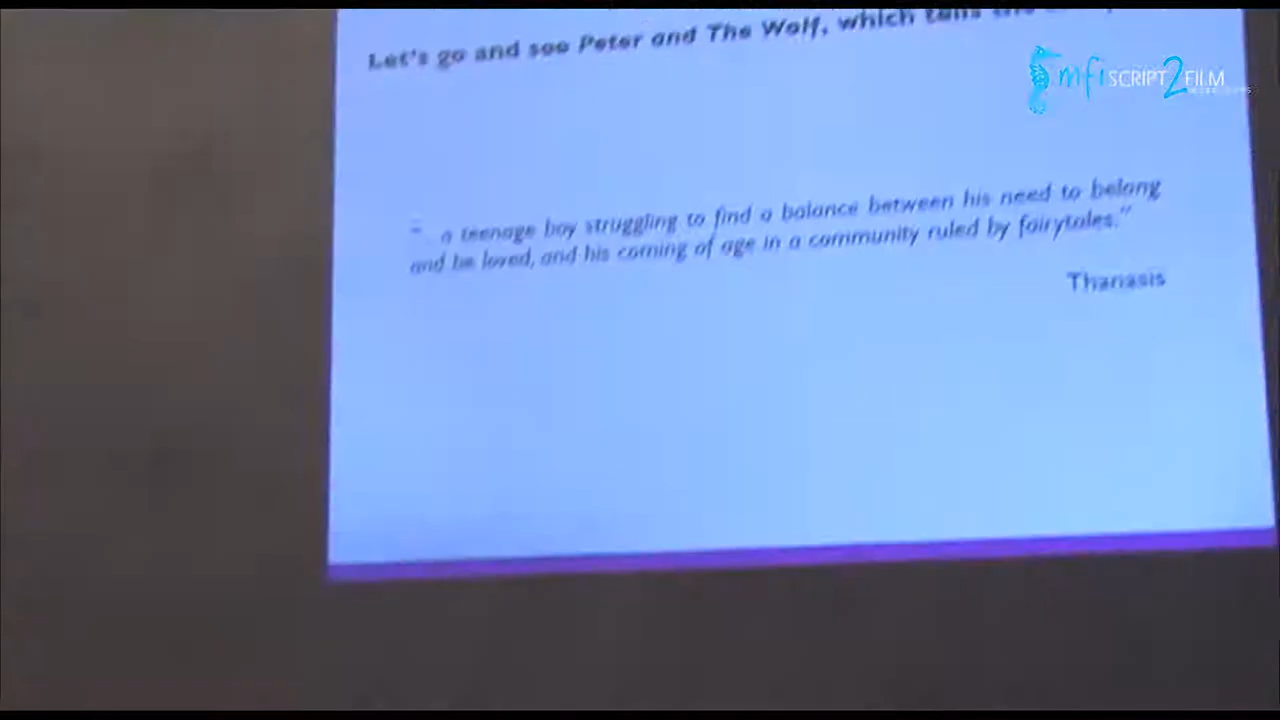 Let's go and see Peter and The Wolf, which tells the
mfi SCRIPT 2 FILM
a teenage boy struggling to find a balance between his need to belong
and be loved, and his coming of age in a community ruled by fairytales."
Thanasis